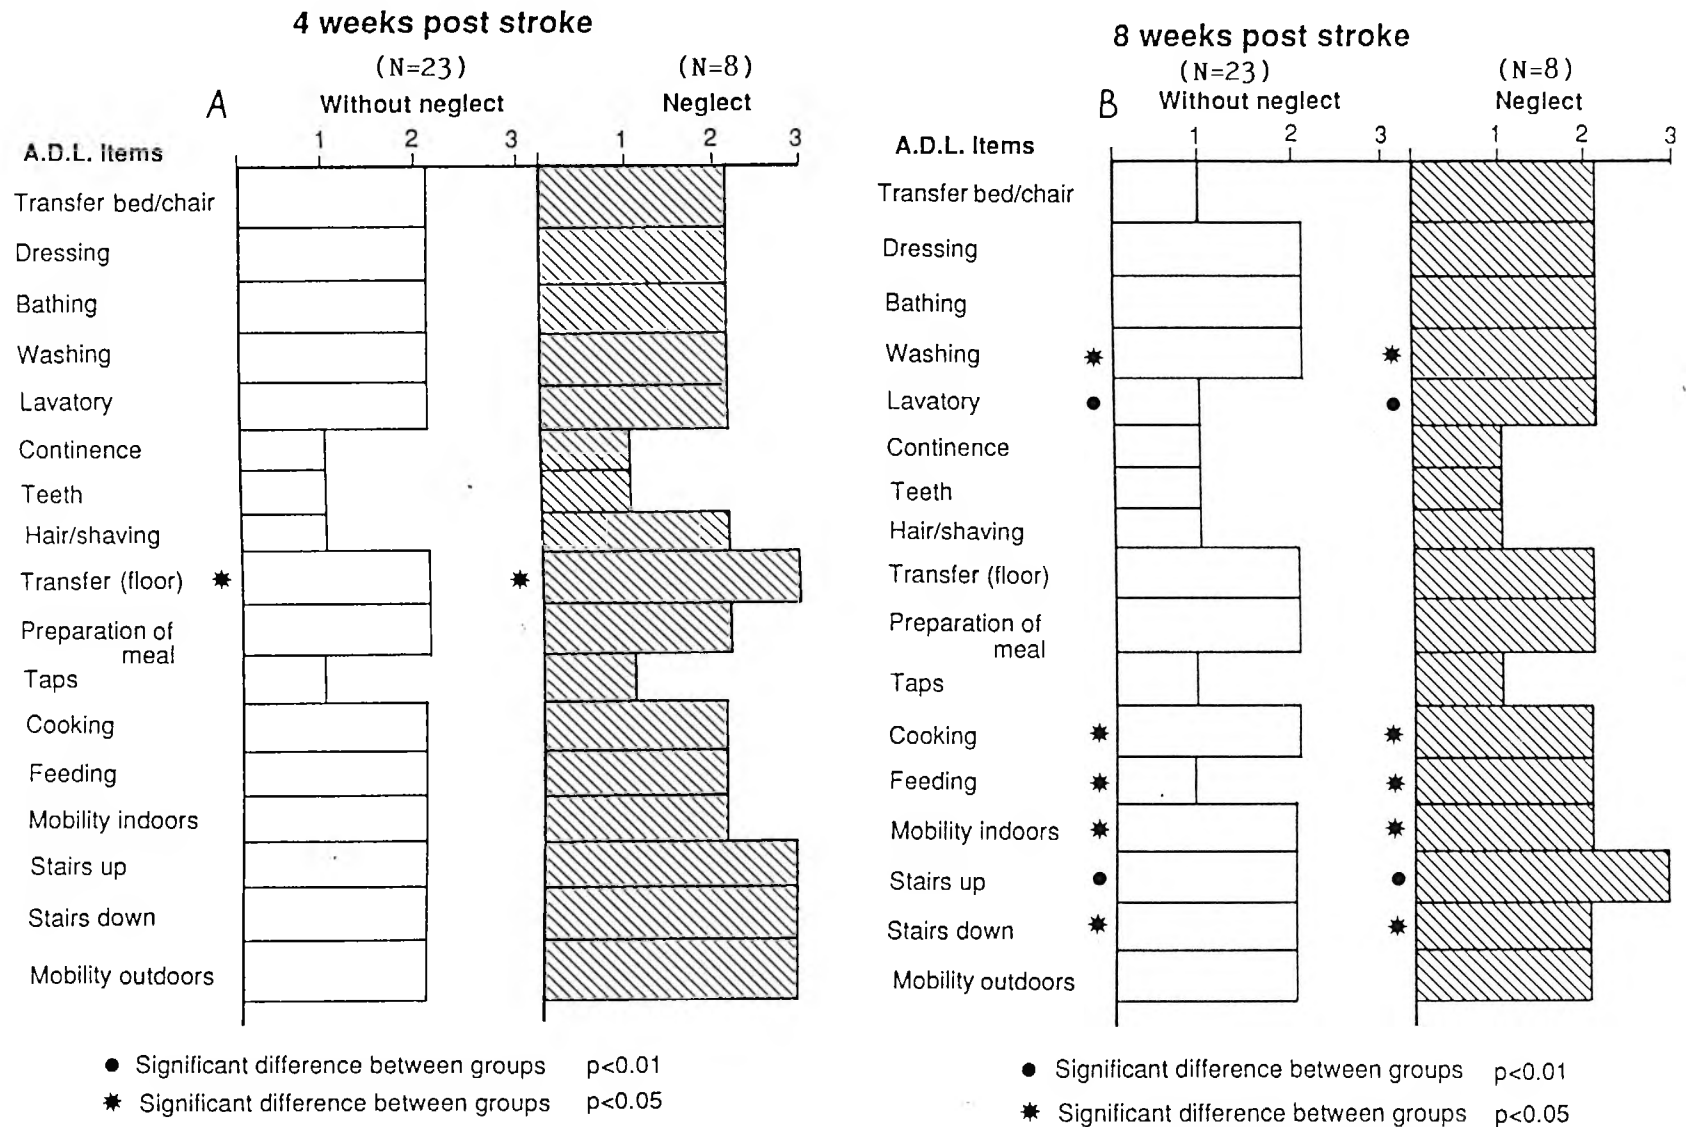 4 weeks post stroke
(N=23)
(N=8)
A
Without neglect
Neglect
1 2 3 1 2 3
A.D.L. Items
Transfer bed/chair
Dressing
Bathing
Washing
Lavatory
Continence
Teeth
Hair/shaving
Transfer (floor)
Preparation of
meal
Taps
Cooking
Feeding
Mobility indoors
Stairs up
Stairs down
Mobility outdoors
● Significant difference between groups p<0.01
✷ Significant difference between groups p<0.05
8 weeks post stroke
(N=23)
(N=8)
B
Without neglect
Neglect
1 2 3 1 2 3
A.D.L. Items
Transfer bed/chair
Dressing
Bathing
Washing
Lavatory
Continence
Teeth
Hair/shaving
Transfer (floor)
Preparation of
meal
Taps
Cooking
Feeding
Mobility indoors
Stairs up
Stairs down
Mobility outdoors
● Significant difference between groups p<0.01
✷ Significant difference between groups p<0.05